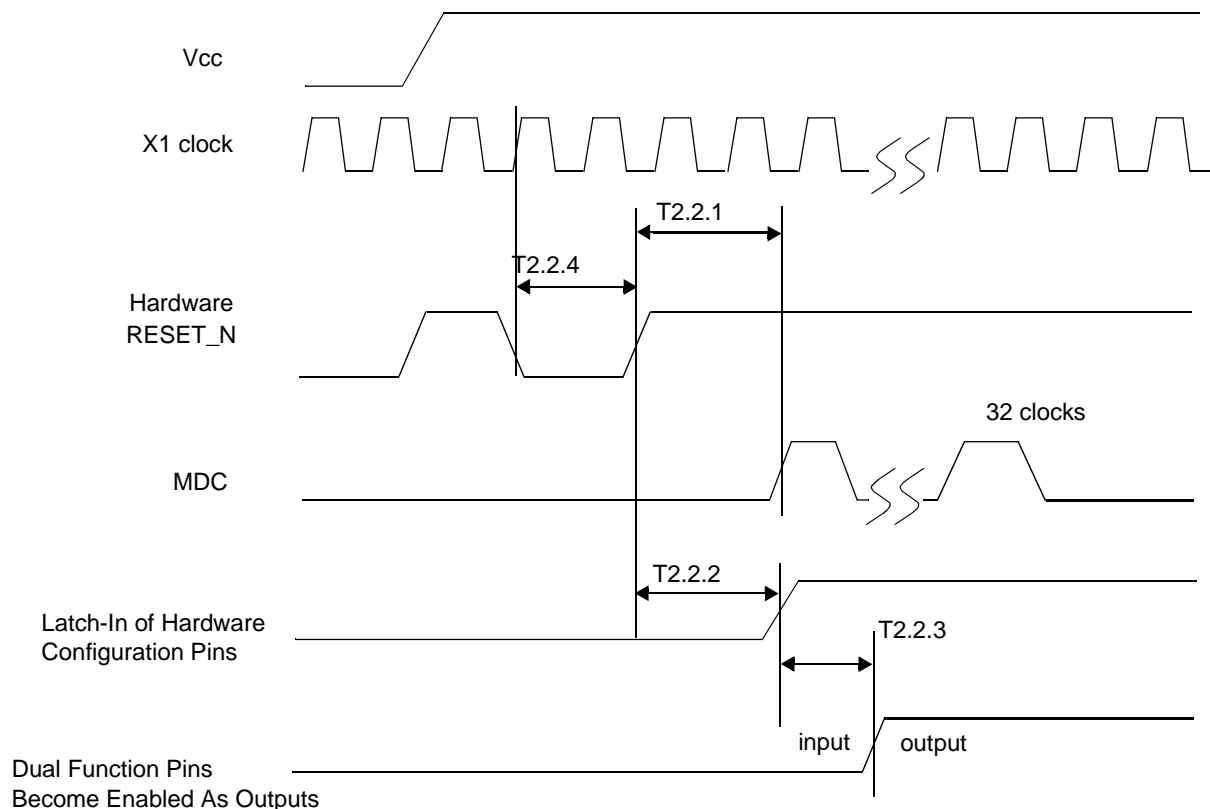 Vcc
X1 clock
T2.2.1
T2.2.4
Hardware
RESET_N
32 clocks
MDC
T2.2.2
Latch-In of Hardware
Configuration Pins
T2.2.3
input
output
Dual Function Pins
Become Enabled As Outputs